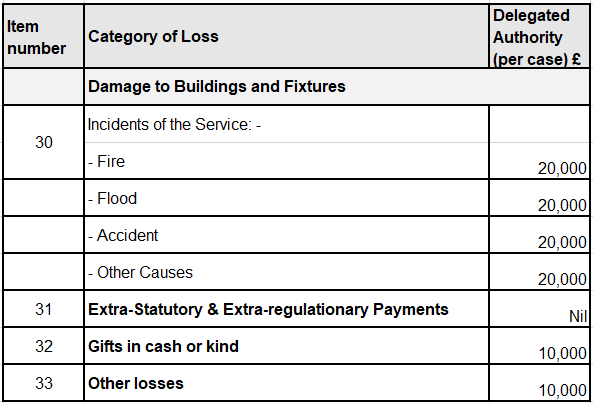 Item number Category of Loss Delegated Authority (per case) £
Damage to Buildings and Fixtures
30 Incidents of the Service: -
- Fire 20,000
- Flood 20,000
- Accident 20,000
- Other Causes 20,000
31 Extra-Statutory & Extra-regulationary Payments Nil
32 Gifts in cash or kind 10,000
33 Other losses 10,000